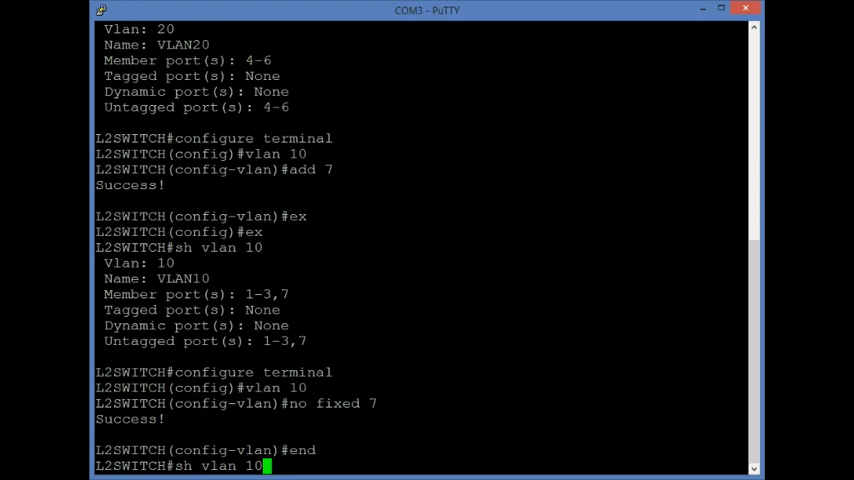 COM3 - PuTTY
Vlan: 20
Name: VLAN20
Member port(s): 4-6
Tagged port(s): None
Dynamic port(s): None
Untagged port(s): 4-6
L2SWITCH#configure terminal
L2SWITCH(config)#vlan 10
L2SWITCH(config-vlan)#add 7
Success!
L2SWITCH(config-vlan)#ex
L2SWITCH(config)#ex
L2SWITCH#sh vlan 10
Vlan: 10
Name: VLAN10
Member port(s): 1-3,7
Tagged port(s): None
Dynamic port(s): None
Untagged port(s): 1-3,7
L2SWITCH#configure terminal
L2SWITCH(config)#vlan 10
L2SWITCH(config-vlan)#no fixed 7
Success!
L2SWITCH(config-vlan)#end
L2SWITCH#sh vlan 10